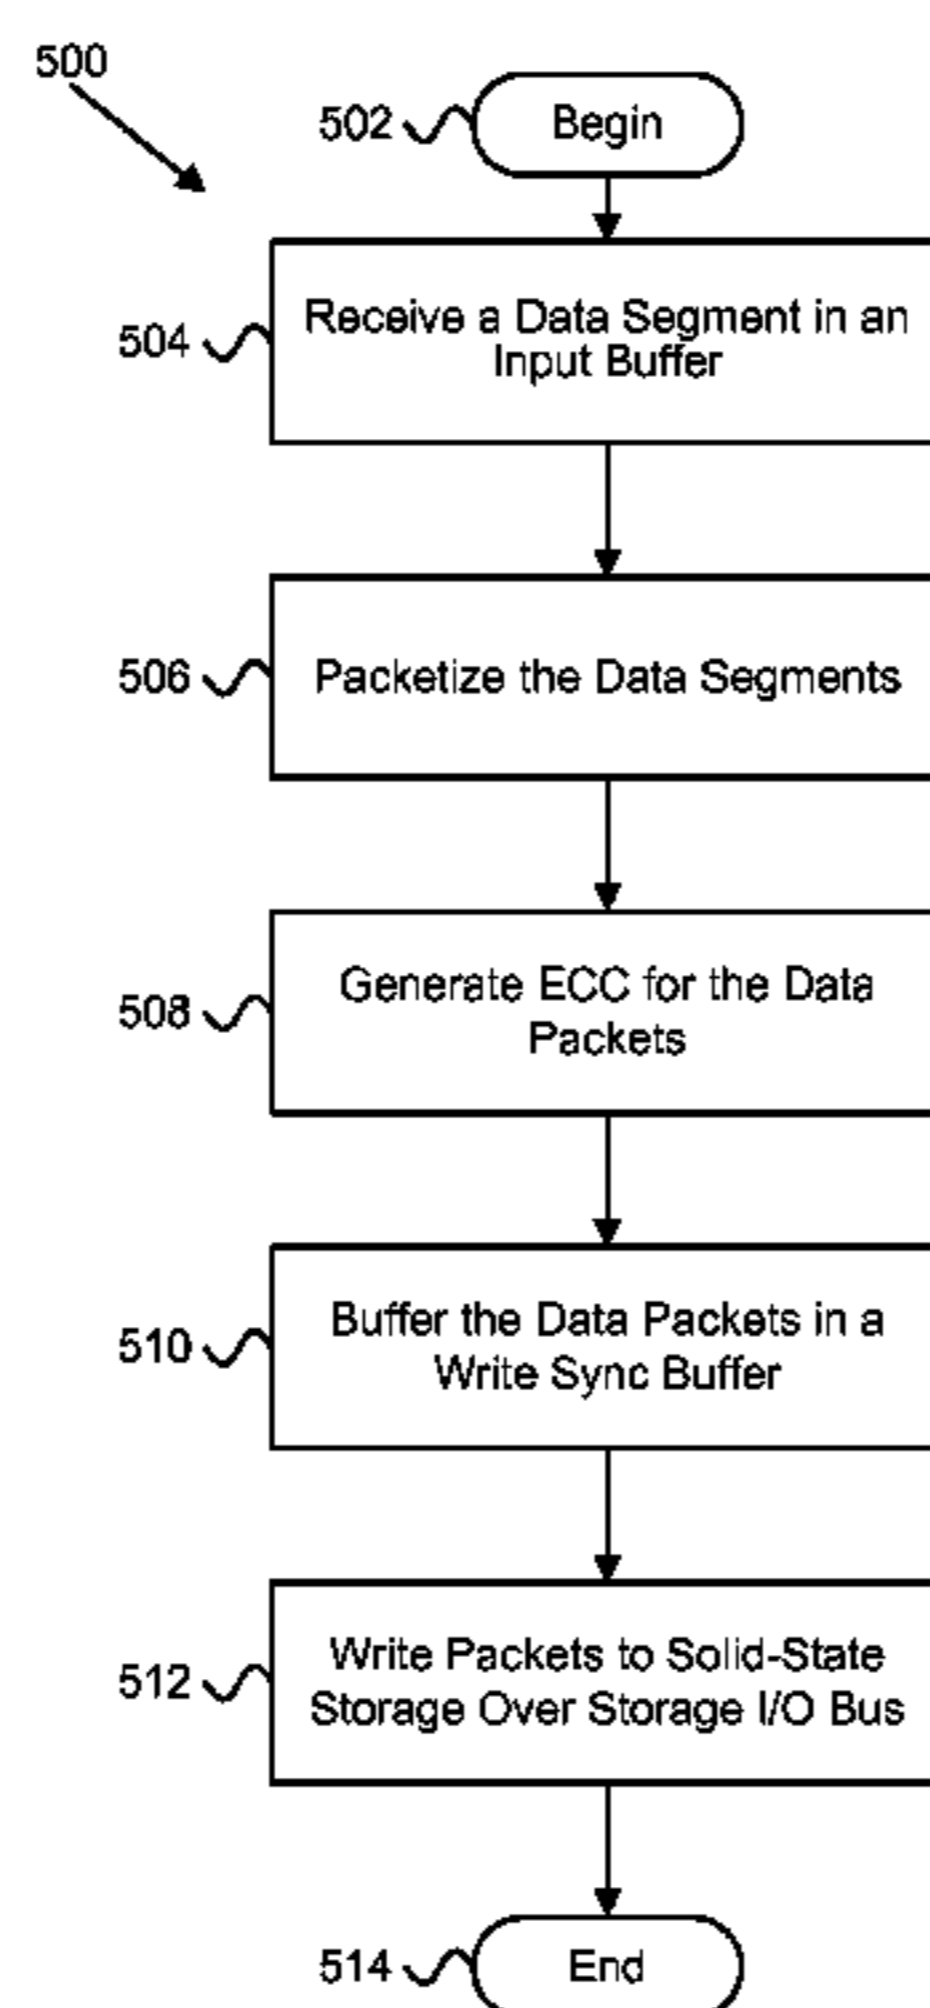 500
502
Begin
504
Receive a Data Segment in an
Input Buffer
506
Packetize the Data Segments
508
Generate ECC for the Data
Packets
510
Buffer the Data Packets in a
Write Sync Buffer
512
Write Packets to Solid-State
Storage Over Storage I/O Bus
514
End